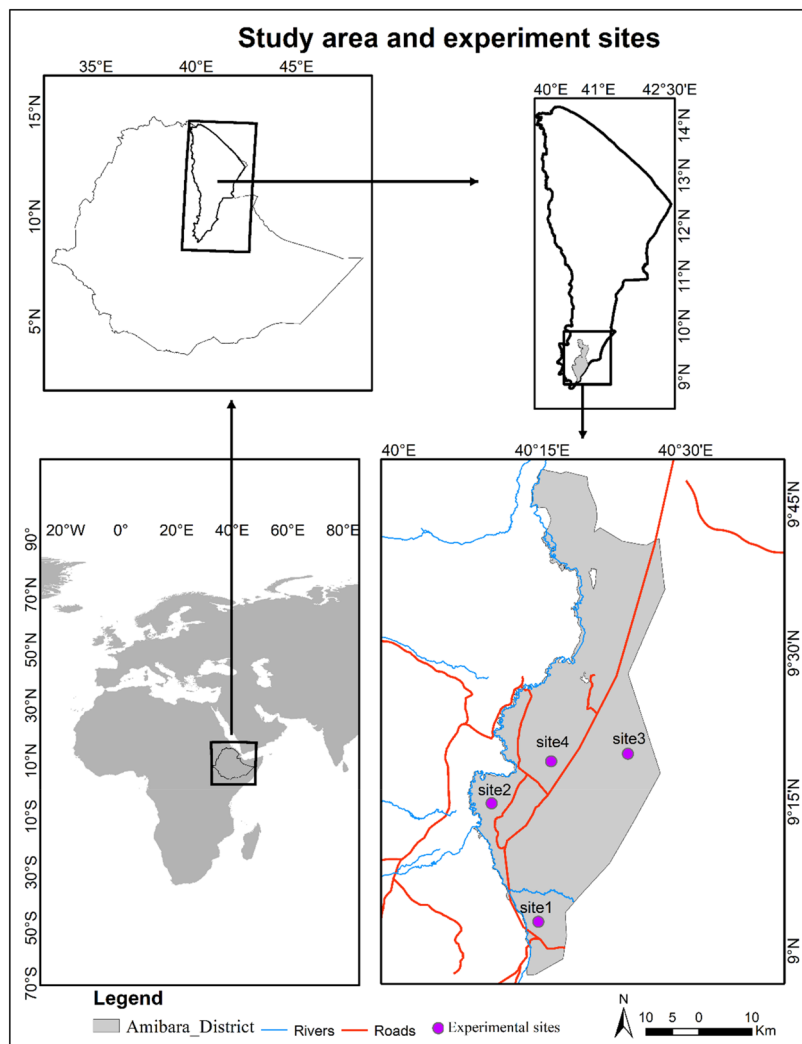 Study area and experiment sites
35°E 40°E 45°E
15°N
10°N
5°N
40°E 41°E 42°30'E
14°N
13°N
12°N
11°N
10°N
9°N
20°W 0° 20°E 40°E 80°E
90°
70°N
50°N
30°N
10°N
10°S
30°S
50°S
70°S
40°E 40°15'E 40°30'E
9°45'N
9°30'N
9°15'N
9°N
site4
site3
site2
site1
Legend
Amibara_District Rivers Roads Experimental sites
N
10 5 0 10
Km